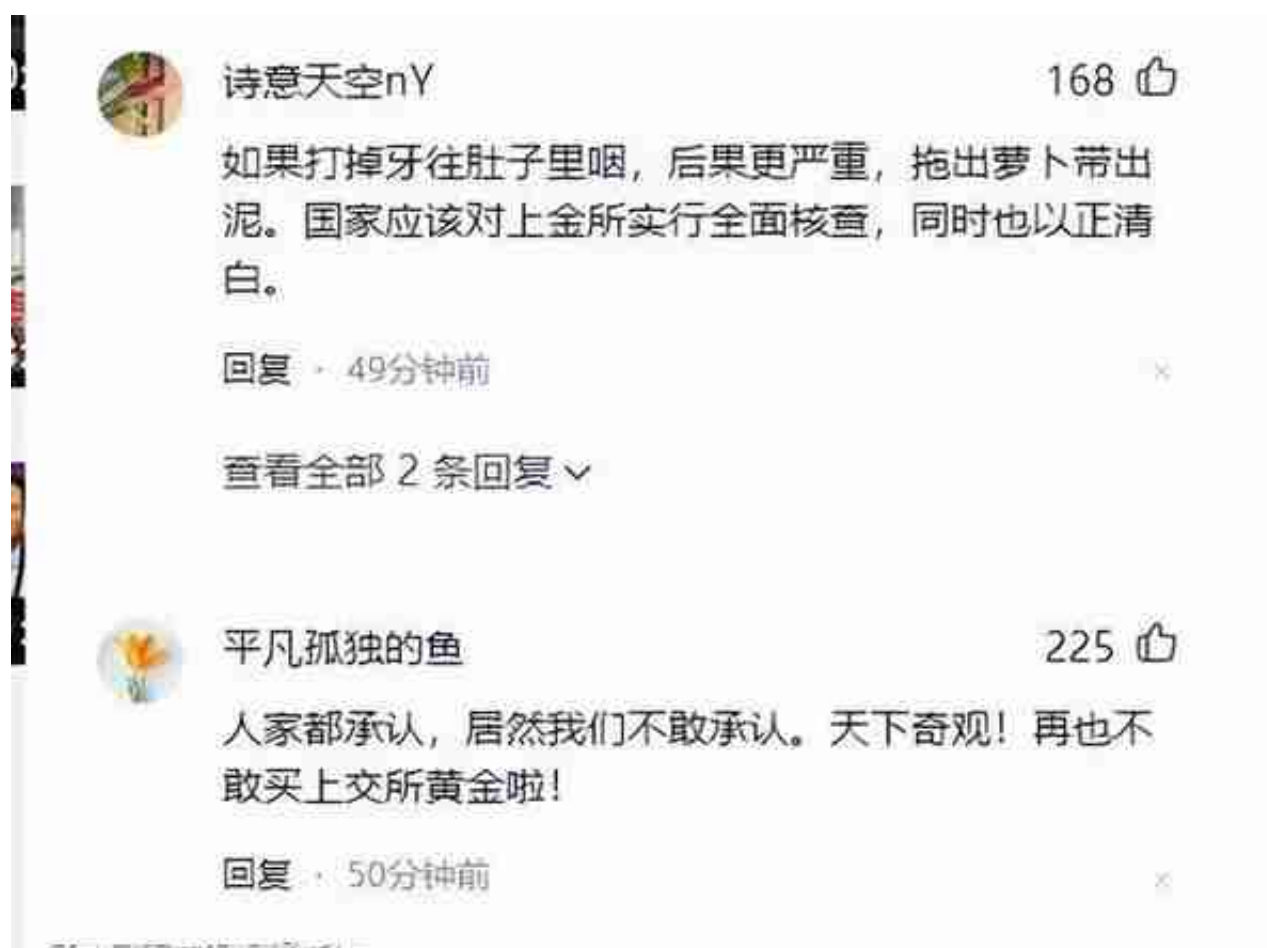 诗意天空nY 168
如果打掉牙往肚子里咽，后果更严重，拖出萝卜带出
泥。国家应该对上金所实行全面核查，同时也以正清
白。
回复 · 49分钟前 ×
查看全部 2 条回复
平凡孤独的鱼 225
人家都承认，居然我们不敢承认。天下奇观！再也不
敢买上交所黄金啦！
回复 · 50分钟前 ×